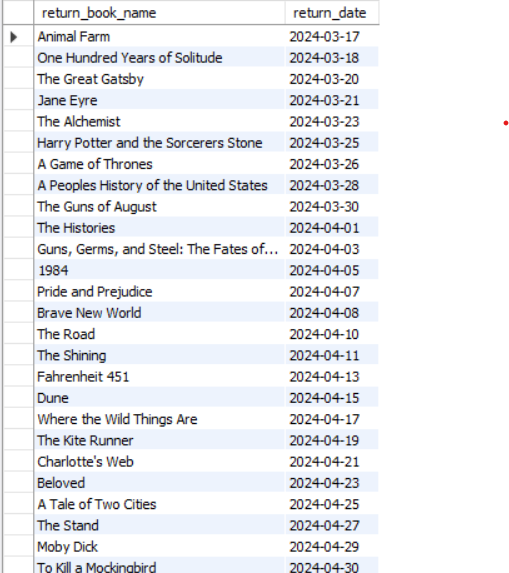 return_book_name return_date
Animal Farm 2024-03-17
One Hundred Years of Solitude 2024-03-18
The Great Gatsby 2024-03-20
Jane Eyre 2024-03-21
The Alchemist 2024-03-23
Harry Potter and the Sorcerers Stone 2024-03-25
A Game of Thrones 2024-03-26
A Peoples History of the United States 2024-03-28
The Guns of August 2024-03-30
The Histories 2024-04-01
Guns, Germs, and Steel: The Fates of... 2024-04-03
1984 2024-04-05
Pride and Prejudice 2024-04-07
Brave New World 2024-04-08
The Road 2024-04-10
The Shining 2024-04-11
Fahrenheit 451 2024-04-13
Dune 2024-04-15
Where the Wild Things Are 2024-04-17
The Kite Runner 2024-04-19
Charlotte's Web 2024-04-21
Beloved 2024-04-23
A Tale of Two Cities 2024-04-25
The Stand 2024-04-27
Moby Dick 2024-04-29
To Kill a Mockingbird 2024-04-30